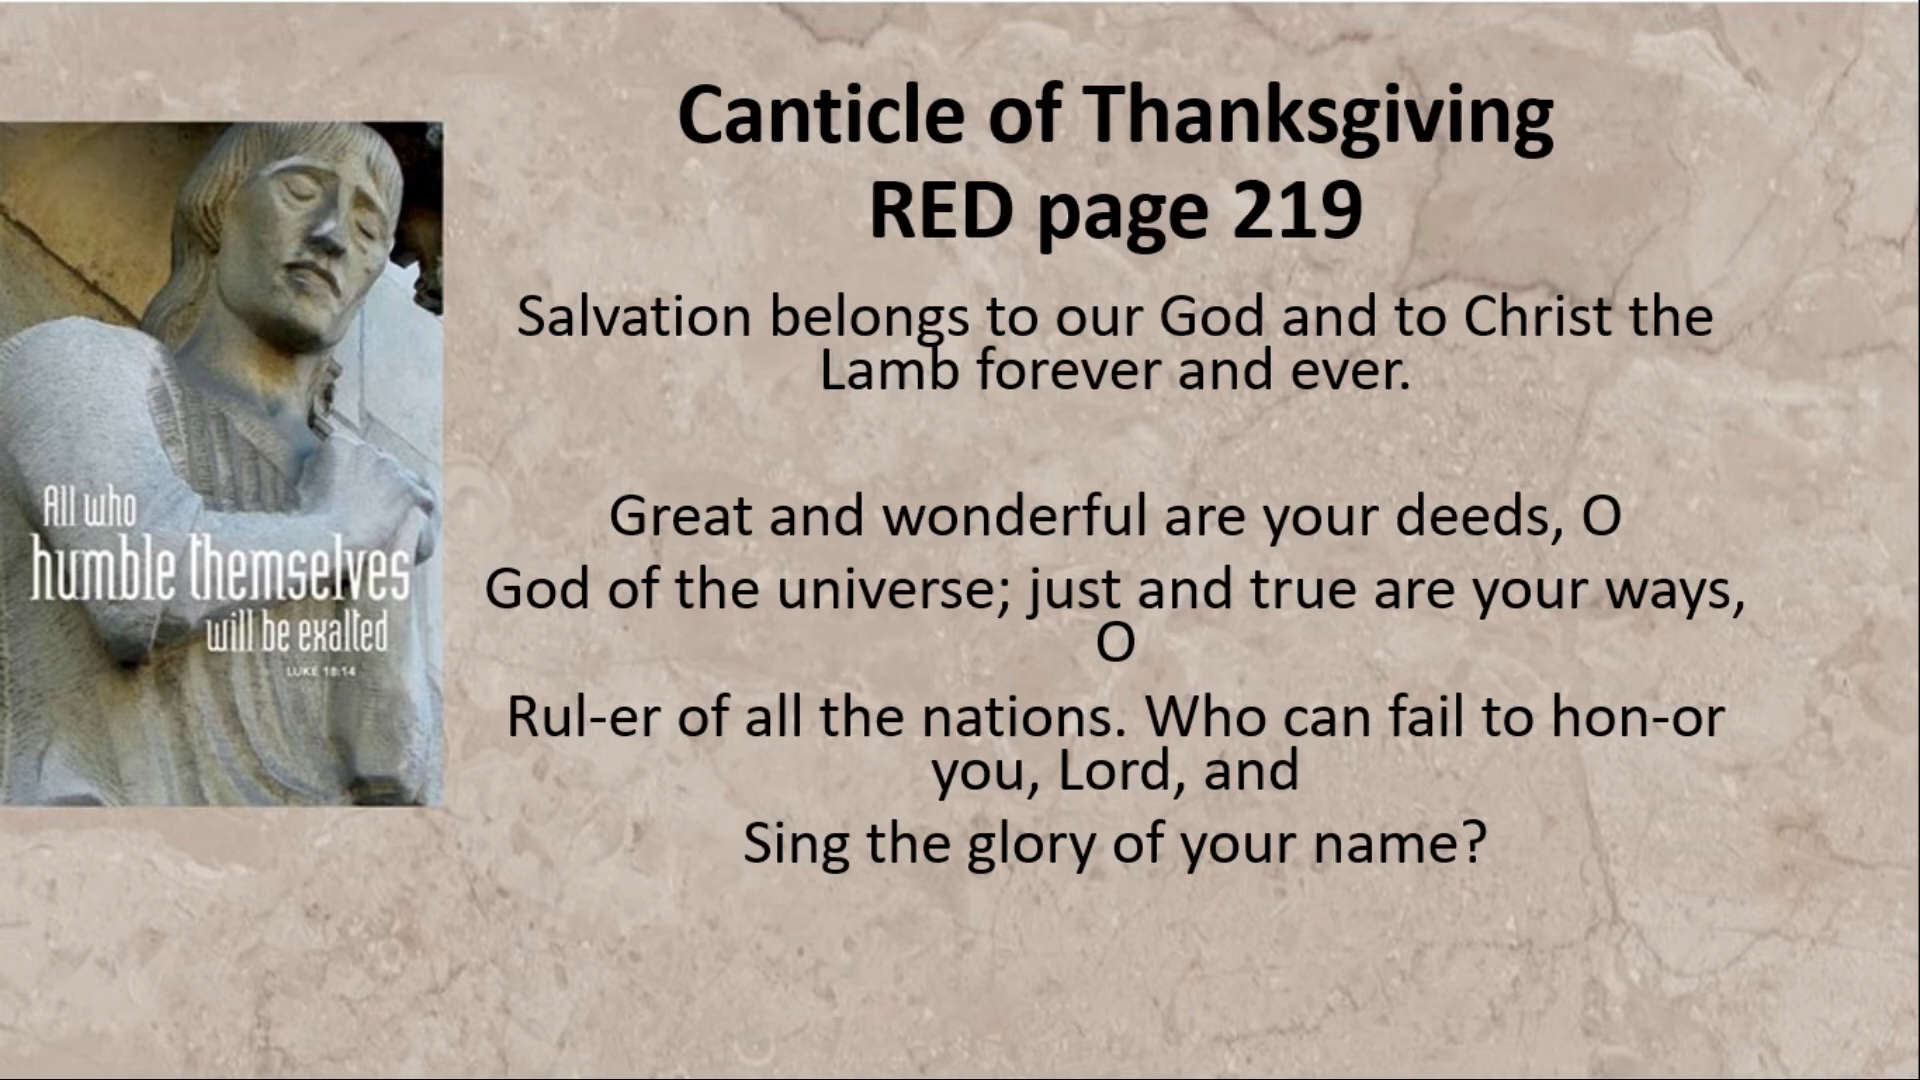 Canticle of Thanksgiving
RED page 219
Salvation belongs to our God and to Christ the
Lamb forever and ever.
Great and wonderful are your deeds, O
God of the universe; just and true are your ways,
O
Rul-er of all the nations. Who can fail to hon-or
you, Lord, and
Sing the glory of your name?
All who
humble themselves
will be exalted
LUKE 18:14